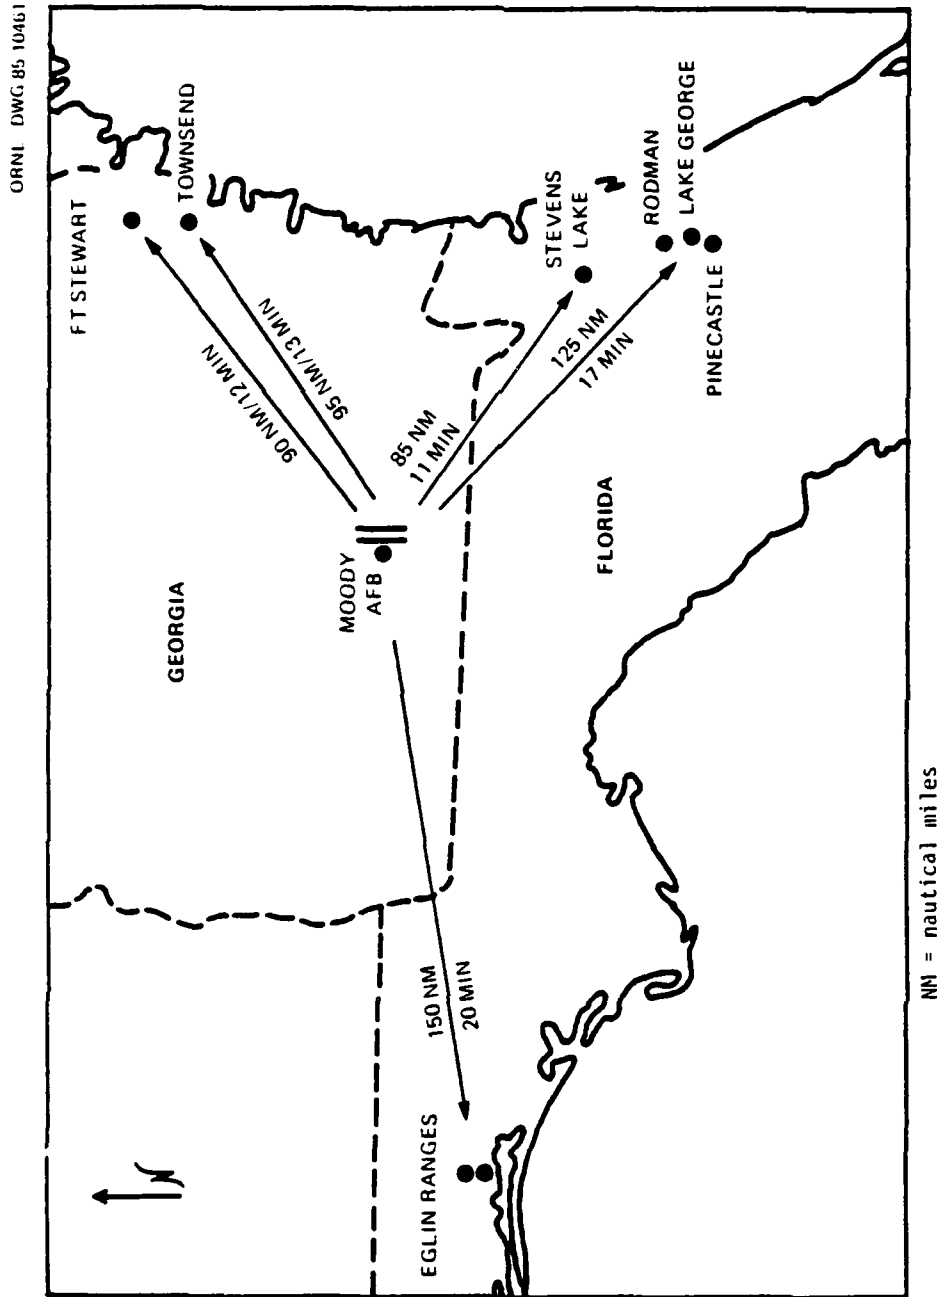 ORNL DWG 85 10461
FT STEWART
TOWNSEND
90 NM/12 MIN
95 NM/13 MIN
GEORGIA
MOODY
AFB
85 NM
11 MIN
STEVENS
LAKE
125 NM
17 MIN
RODMAN
LAKE GEORGE
PINECASTLE
FLORIDA
150 NM
20 MIN
EGLIN RANGES
N
NM = nautical miles